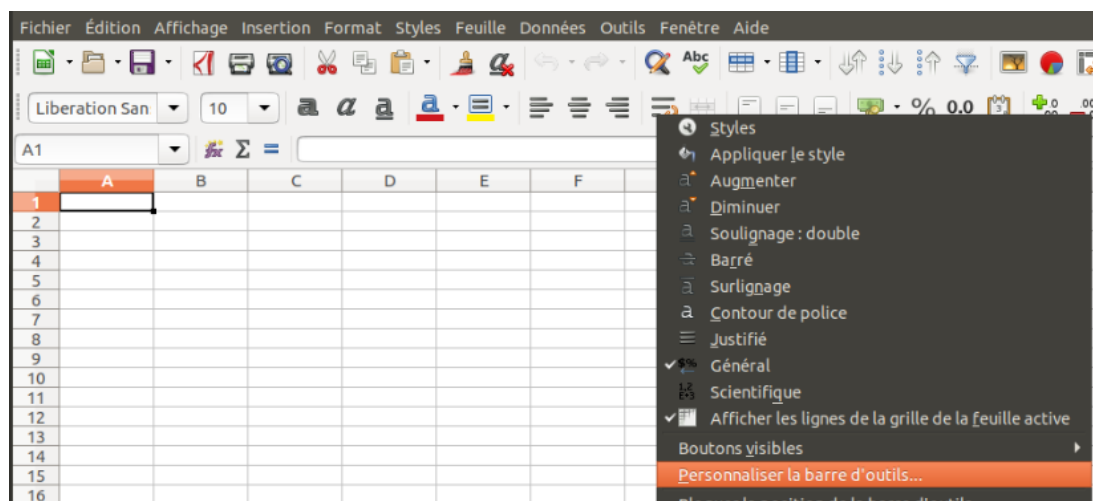 Fichier Édition Affichage Insertion Format Styles Feuille Données Outils Fenêtre Aide
Abc
Liberation San 10 a a a a % 0.0
A1
A B C D E F
1
2
3
4
5
6
7
8
9
10
11
12
13
14
15
16
Styles
Appliquer le style
Augmenter
Diminuer
Soulignage : double
Barré
Surlignage
Contour de police
Justifié
Général
Scientifique
Afficher les lignes de la grille de la feuille active
Boutons visibles
Personnaliser la barre d'outils...